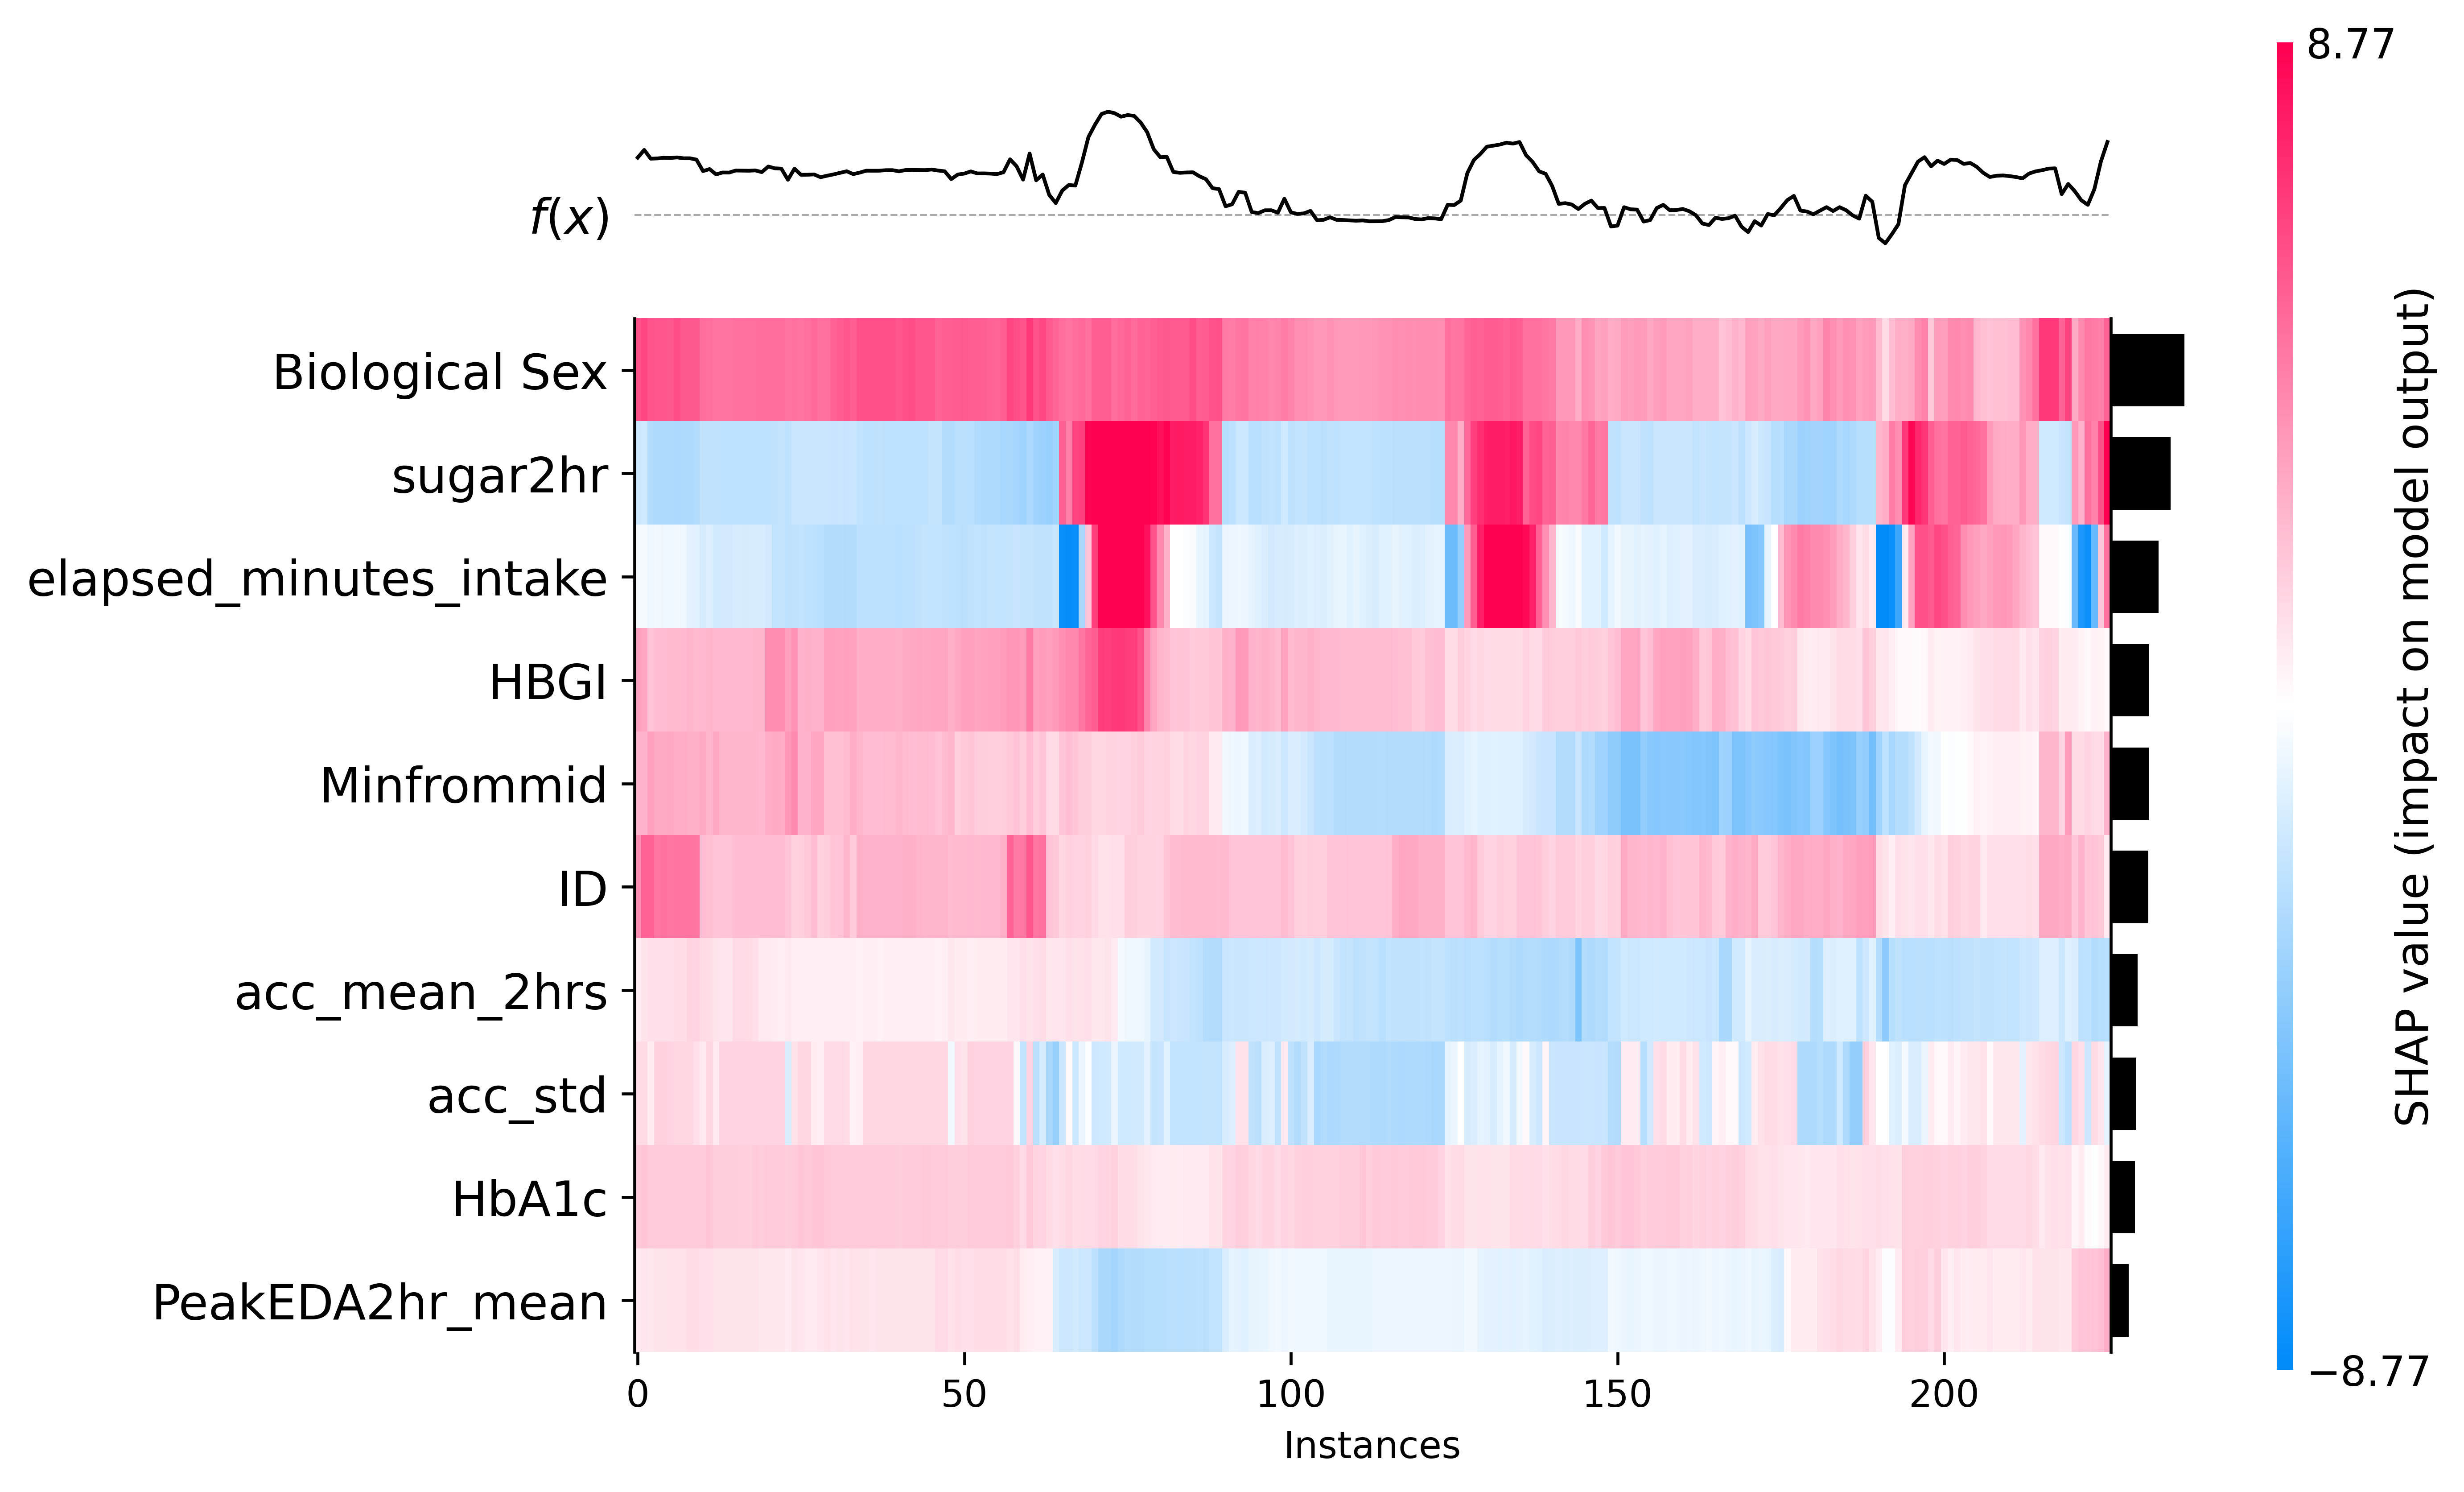 8.77
f(x)
Biological Sex
sugar2hr
elapsed_minutes_intake
HBGI
Minfrommid
ID
acc_mean_2hrs
acc_std
HbA1c
PeakEDA2hr_mean
0 50 100 150 200
Instances
SHAP value (impact on model output)
−8.77